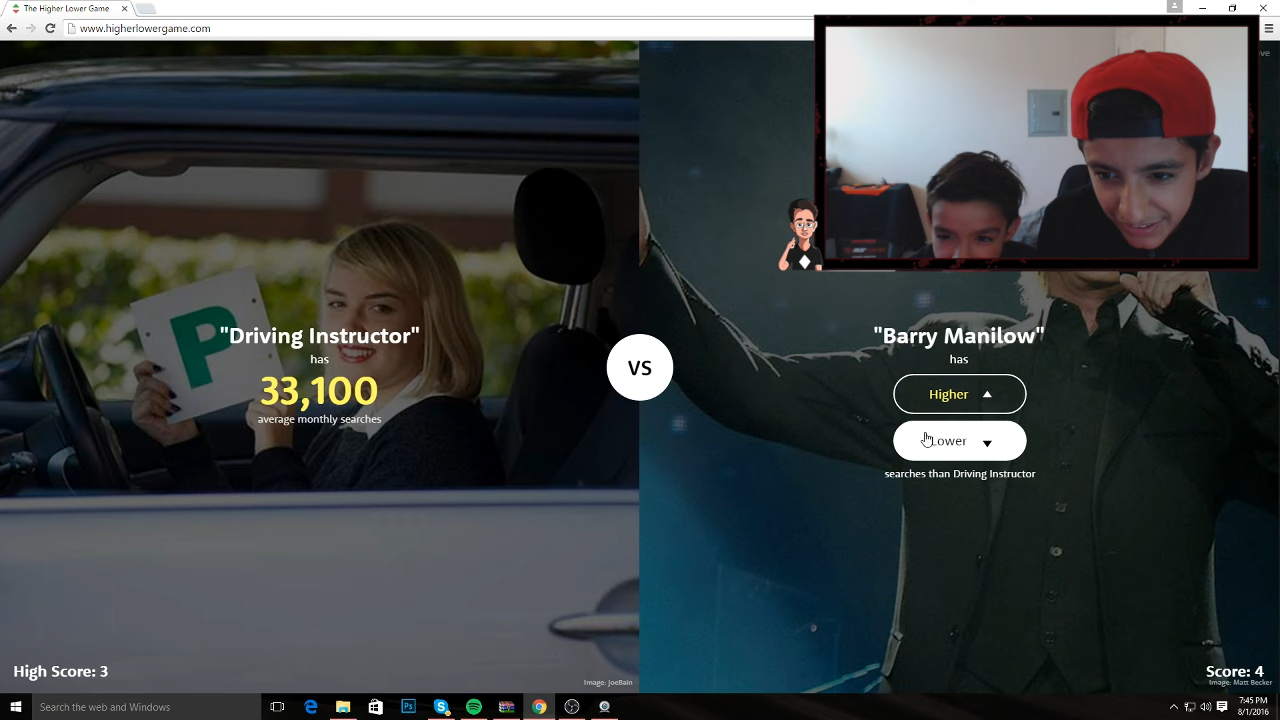 The Higher Lower Game
www.higherlowergame.com
P
"Driving Instructor"
has
33,100
average monthly searches
VS
"Barry Manilow"
has
Higher
Lower
searches than Driving Instructor
High Score: 3
Image: JoeBain
Score: 4
Image: Matt Becker
Search the web and Windows
Ps
7:45 PM
8/1/2016